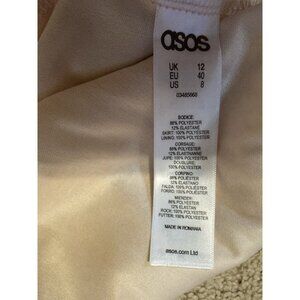 asos
UK 12
EU 40
US 8
03485668
BODICE:
88% POLYESTER
12% ELASTANE
SKIRT: 100% POLYESTER
LINING: 100% POLYESTER
CORSAGE:
88% POLYESTER
12% ELASTHANNE
JUPE: 100% POLYESTER
DOUBLURE:
100% POLYESTER
CORPINO:
88% POLIÉSTER
12% ELASTANO
FALDA: 100% POLIÉSTER
FORRO: 100% POLIÉSTER
MIEDER:
88% POLYESTER
12% ELASTAN
ROCK: 100% POLYESTER
FUTTER: 100% POLYESTER
MADE IN ROMANIA
asos.com Ltd